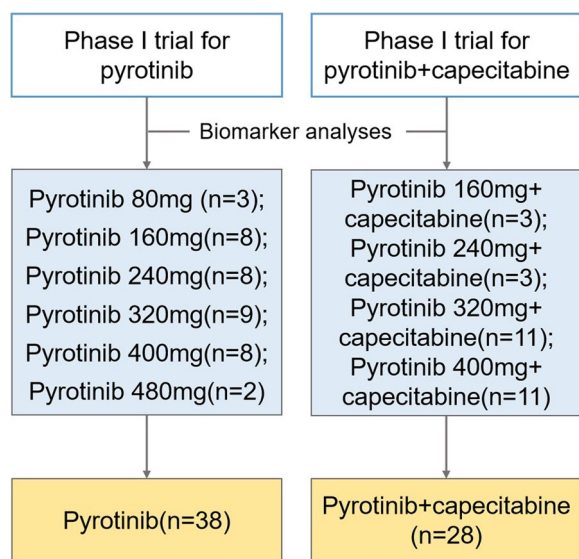 Phase I trial for
pyrotinib
Phase I trial for
pyrotinib+capecitabine
Biomarker analyses
Pyrotinib 80mg (n=3);
Pyrotinib 160mg(n=8);
Pyrotinib 240mg(n=8);
Pyrotinib 320mg(n=9);
Pyrotinib 400mg(n=8);
Pyrotinib 480mg(n=2)
Pyrotinib 160mg+
capecitabine(n=3);
Pyrotinib 240mg+
capecitabine(n=3);
Pyrotinib 320mg+
capecitabine(n=11);
Pyrotinib 400mg+
capecitabine(n=11)
Pyrotinib(n=38)
Pyrotinib+capecitabine
(n=28)